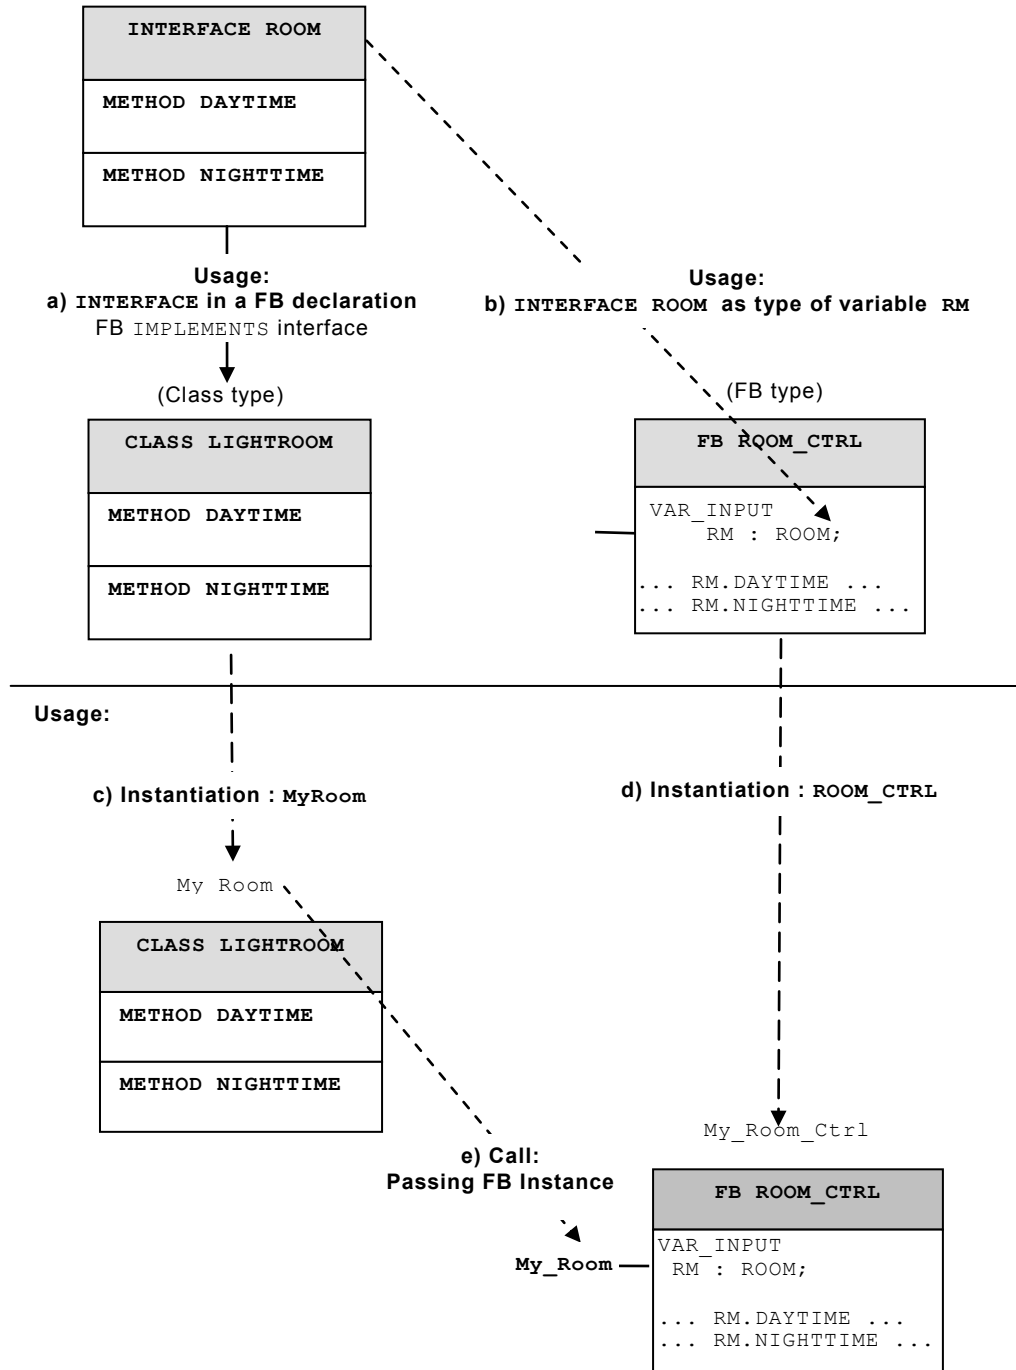 INTERFACE ROOM
METHOD DAYTIME
METHOD NIGHTTIME
Usage:
a) INTERFACE in a FB declaration
FB IMPLEMENTS interface
Usage:
b) INTERFACE ROOM as type of variable RM
(Class type)
CLASS LIGHTROOM
METHOD DAYTIME
METHOD NIGHTTIME
(FB type)
FB ROOM_CTRL
VAR_INPUT
RM : ROOM;
... RM.DAYTIME ...
... RM.NIGHTTIME ...
Usage:
c) Instantiation : MyRoom
d) Instantiation : ROOM_CTRL
My Room
CLASS LIGHTROOM
METHOD DAYTIME
METHOD NIGHTTIME
e) Call:
Passing FB Instance
My_Room
My_Room_Ctrl
FB ROOM_CTRL
VAR_INPUT
RM : ROOM;
... RM.DAYTIME ...
... RM.NIGHTTIME ...